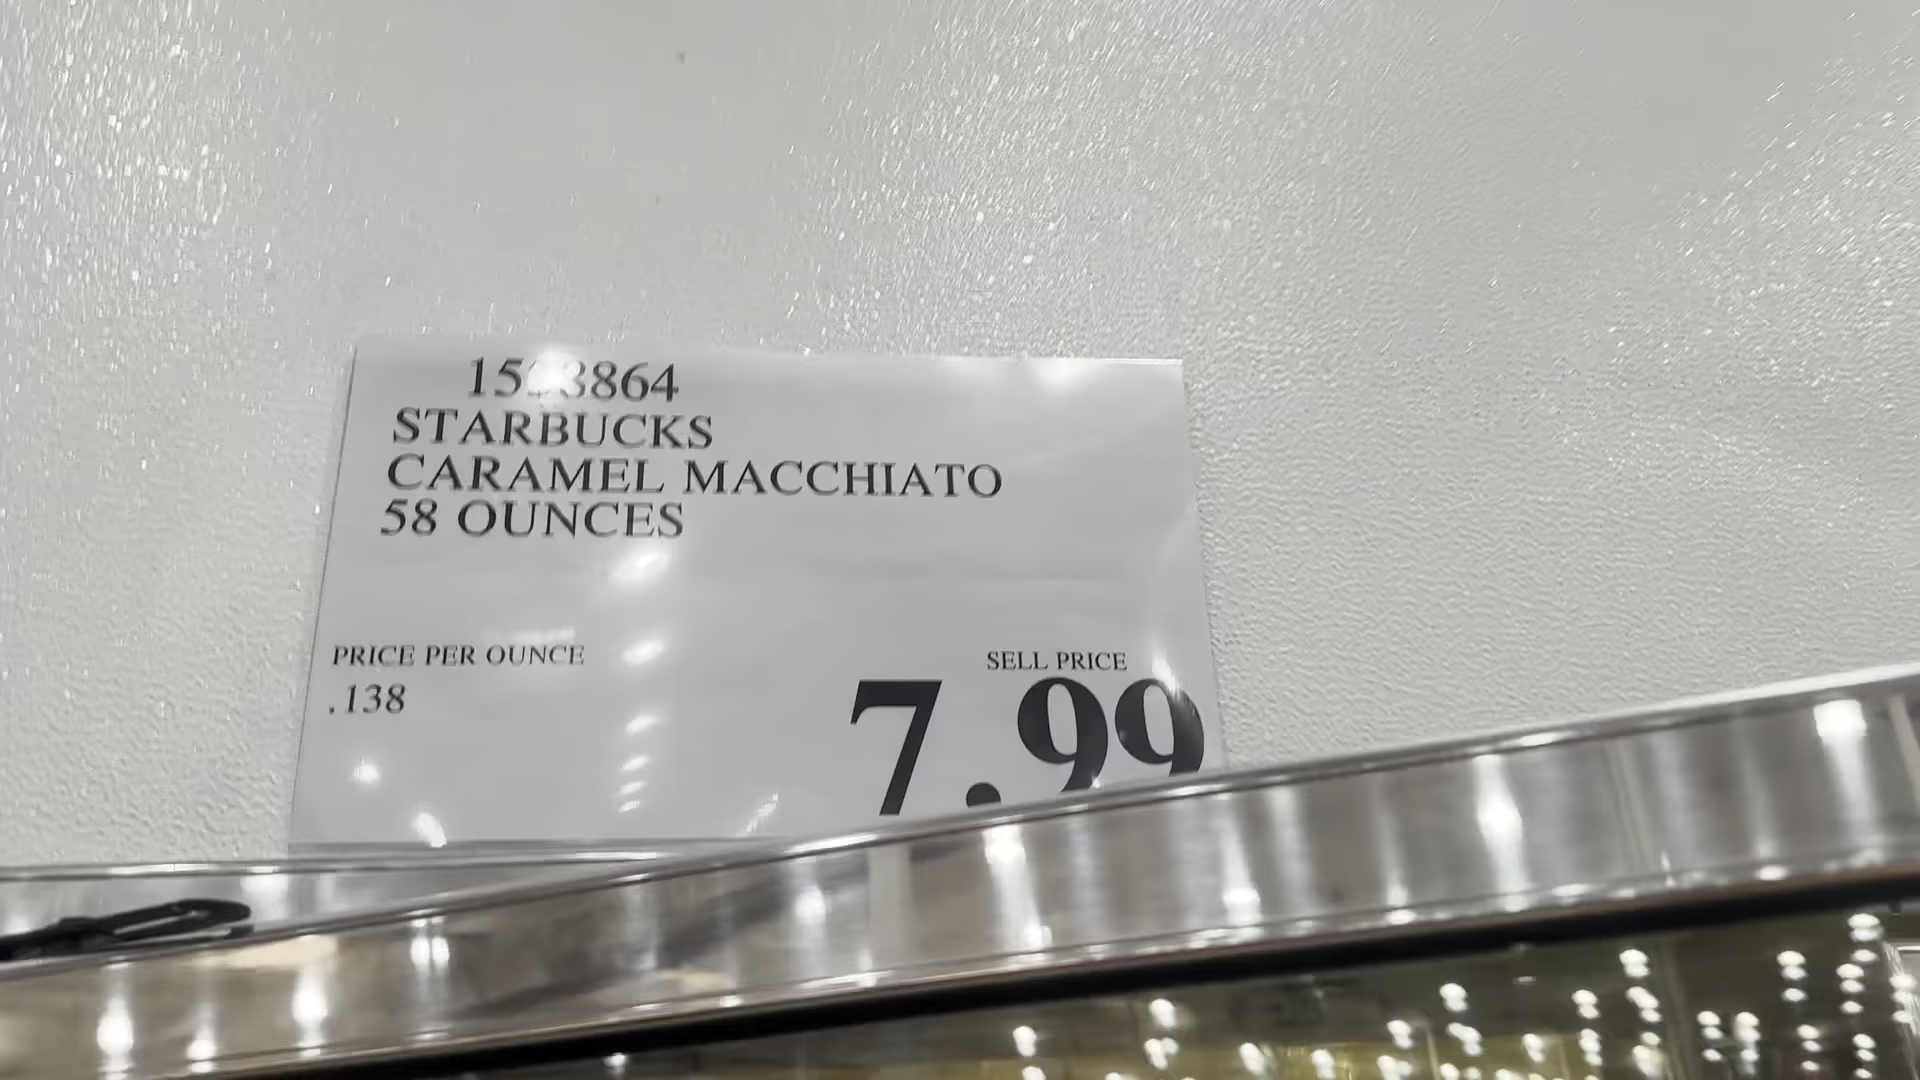 STARBUCKS
CARAMEL MACCHIATO
58 OUNCES
PRICE PER OUNCE
.138
SELL PRICE
7.99